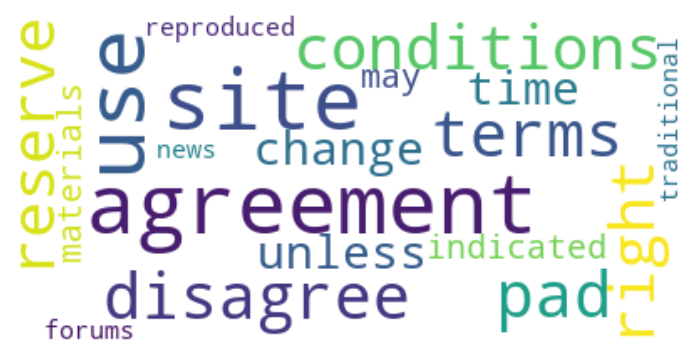 reproduced
conditions
use
reserve
site
may
time
traditional
materials
news
change
terms
agreement
right
unless
indicated
disagree
pad
forums